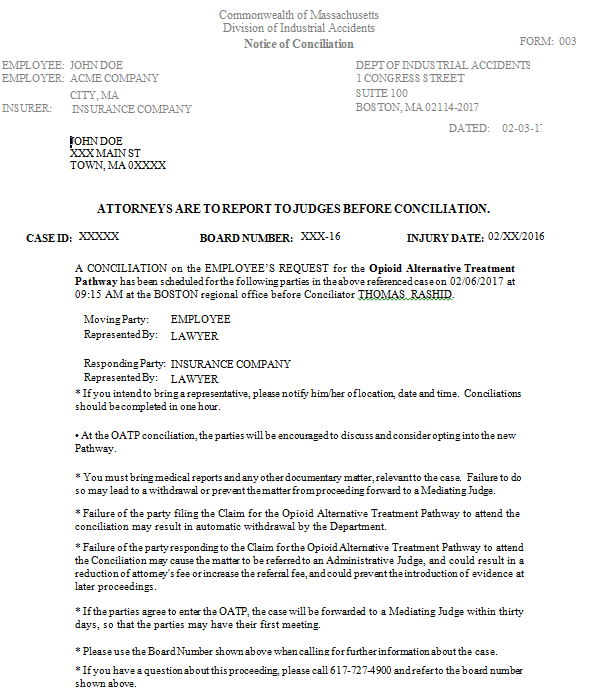 Commonwealth of Massachusetts
Division of Industrial Accidents
Notice of Conciliation
FORM: 003
EMPLOYEE: JOHN DOE
EMPLOYER: ACME COMPANY
CITY, MA
INSURER: INSURANCE COMPANY
DEPT OF INDUSTRIAL ACCIDENTS
1 CONGRESS STREET
SUITE 100
BOSTON, MA 02114-2017
DATED: 02-03-17
JOHN DOE
XXX MAIN ST
TOWN, MA 0XXXX
ATTORNEYS ARE TO REPORT TO JUDGES BEFORE CONCILIATION.
CASE ID: XXXXX BOARD NUMBER: XXX-16 INJURY DATE: 02/XX/2016
A CONCILIATION on the EMPLOYEE'S REQUEST for the Opioid Alternative Treatment
Pathway has been scheduled for the following parties in the above referenced case on 02/06/2017 at
09:15 AM at the BOSTON regional office before Conciliator THOMAS RASHID.
Moving Party: EMPLOYEE
Represented By: LAWYER
Responding Party: INSURANCE COMPANY
Represented By: LAWYER
* If you intend to bring a representative, please notify him/her of location, date and time. Conciliations
should be completed in one hour.
• At the OATP conciliation, the parties will be encouraged to discuss and consider opting into the new
Pathway.
* You must bring medical reports and any other documentary matter, relevant to the case. Failure to do
so may lead to a withdrawal or prevent the matter from proceeding forward to a Mediating Judge.
* Failure of the party filing the Claim for the Opioid Alternative Treatment Pathway to attend the
conciliation may result in automatic withdrawal by the Department.
* Failure of the party responding to the Claim for the Opioid Alternative Treatment Pathway to attend
the Conciliation may cause the matter to be referred to an Administrative Judge, and could result in a
reduction of attorney's fee or increase the referral fee, and could prevent the introduction of evidence at
later proceedings.
* If the parties agree to enter the OATP, the case will be forwarded to a Mediating Judge within thirty
days, so that the parties may have their first meeting.
* Please use the Board Number shown above when calling for further information about the case.
* If you have a question about this proceeding, please call 617-727-4900 and refer to the board number
shown above.